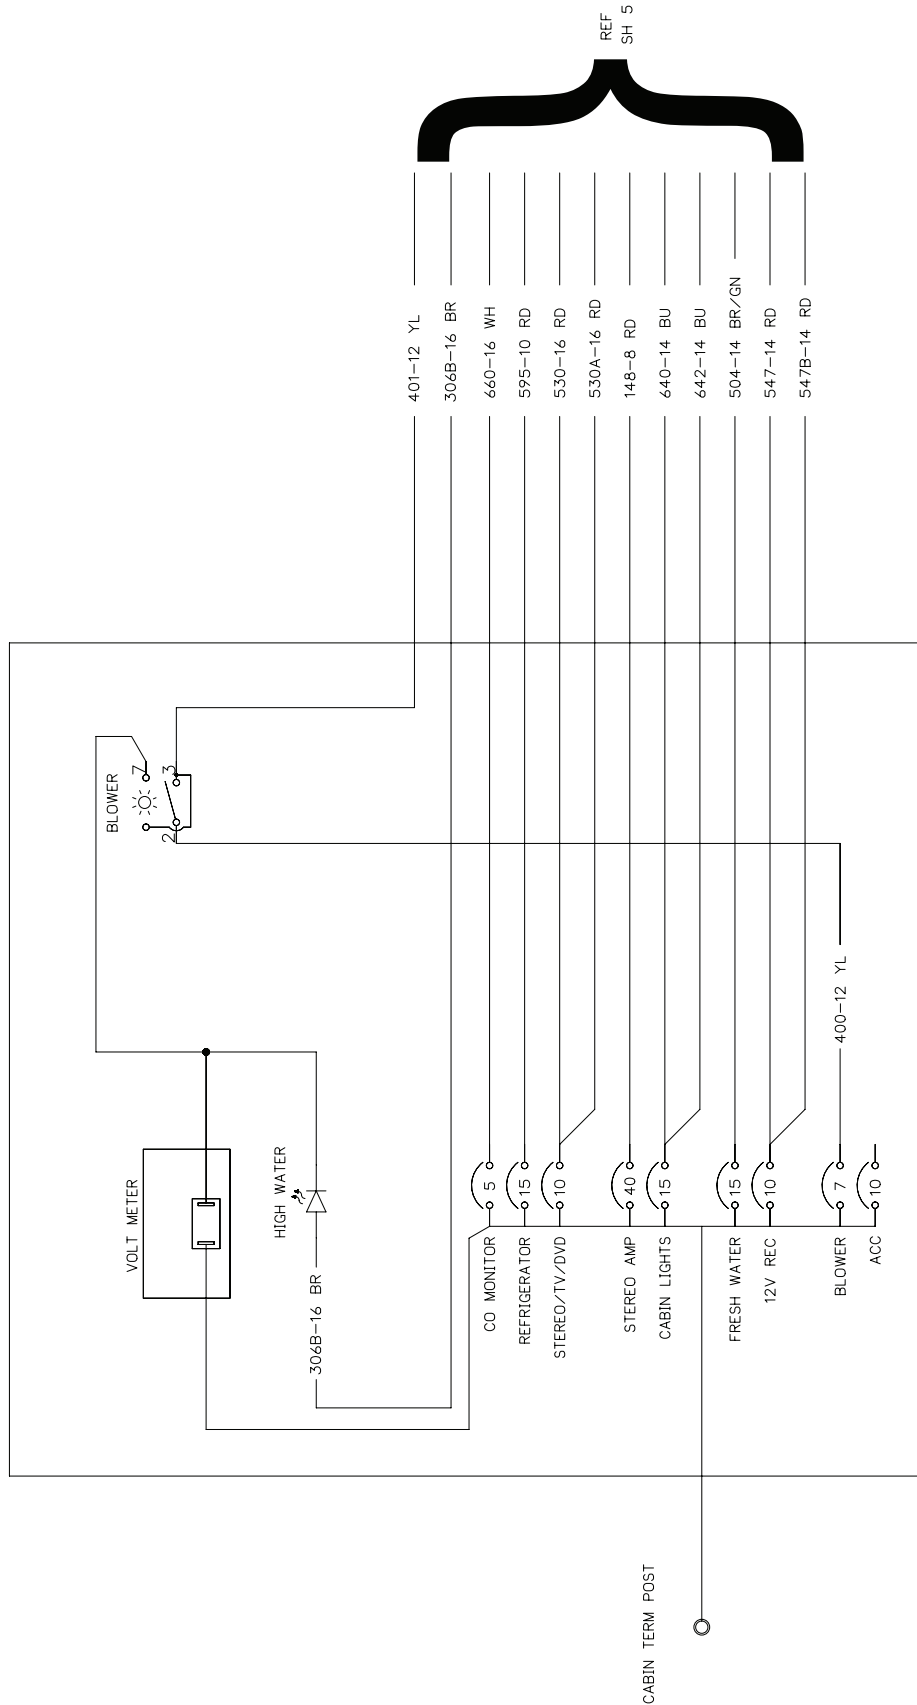 REF
SH 5
401-12 YL
306B-16 BR
660-16 WH
595-10 RD
530-16 RD
530A-16 RD
148-8 RD
640-14 BU
642-14 BU
504-14 BR/GN
547-14 RD
547B-14 RD
BLOWER
7
3
2
400-12 YL
VOLT METER
HIGH WATER
306B-16 BR
CO MONITOR 5
REFRIGERATOR 15
STEREO/TV/DVD 10
STEREO AMP 40
CABIN LIGHTS 15
FRESH WATER 15
12V REC 10
BLOWER 7
ACC 10
CABIN TERM POST